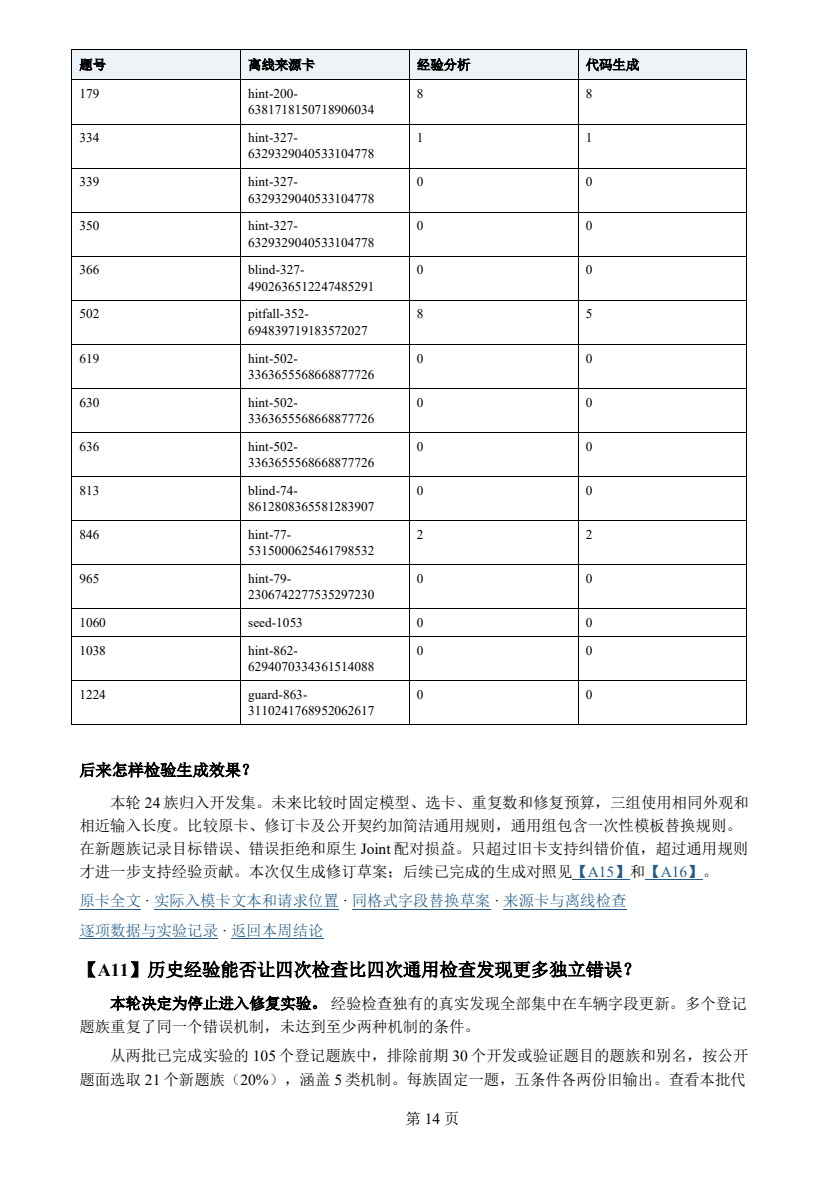 题号 离线来源卡 经验分析 代码生成
179 hint-200- 8 8
6381718150718906034
334 hint-327- 1 1
6329329040533104778
339 hint-327- 0 0
6329329040533104778
350 hint-327- 0 0
6329329040533104778
366 blind-327- 0 0
4902636512247485291
502 pitfall-352- 8 5
694839719183572027
619 hint-502- 0 0
3363655568668877726
630 hint-502- 0 0
3363655568668877726
636 hint-502- 0 0
3363655568668877726
813 blind-74- 0 0
8612808365581283907
846 hint-77- 2 2
5315000625461798532
965 hint-79- 0 0
2306742277535297230
1060 seed-1053 0 0
1038 hint-862- 0 0
6294070334361514088
1224 guard-863- 0 0
3110241768952062617
后来怎样检验生成效果?
本轮 24 族归入开发集。未来比较时固定模型、选卡、重复数和修复预算，三组使用相同外观和
相近输入长度。比较原卡、修订卡及公开契约加简洁通用规则，通用组包含一次性模板替换规则。
在新题族记录目标错误、错误拒绝和原生 Joint 配对损益。只超过旧卡支持纠错价值，超过通用规则
才进一步支持经验贡献。本次仅生成修订草案；后续已完成的生成对照见【A15】和【A16】。
原卡全文 · 实际入模卡文本和请求位置 · 同格式字段替换草案 · 来源卡与离线检查
逐项数据与实验记录 · 返回本周结论
【A11】历史经验能否让四次检查比四次通用检查发现更多独立错误？
本轮决定为停止进入修复实验。 经验检查独有的真实发现全部集中在车辆字段更新。多个登记
题族重复了同一个错误机制，未达到至少两种机制的条件。
从两批已完成实验的 105 个登记题族中，排除前期 30 个开发或验证题目的题族和别名，按公开
题面选取 21 个新题族（20%），涵盖 5 类机制。每族固定一题，五条件各两份旧输出。查看本批代
第 14 页